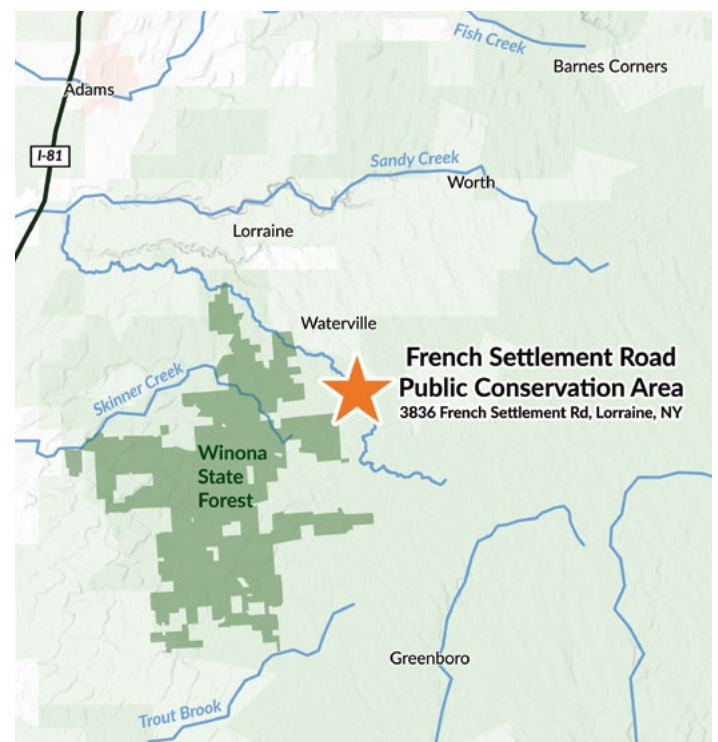 Fish Creek
Barnes Corners
Adams
I-81
Sandy Creek
Worth
Lorraine
Waterville
French Settlement Road
Public Conservation Area
3836 French Settlement Rd, Lorraine, NY
Skinner Creek
Winona
State
Forest
Greenboro
Trout Brook